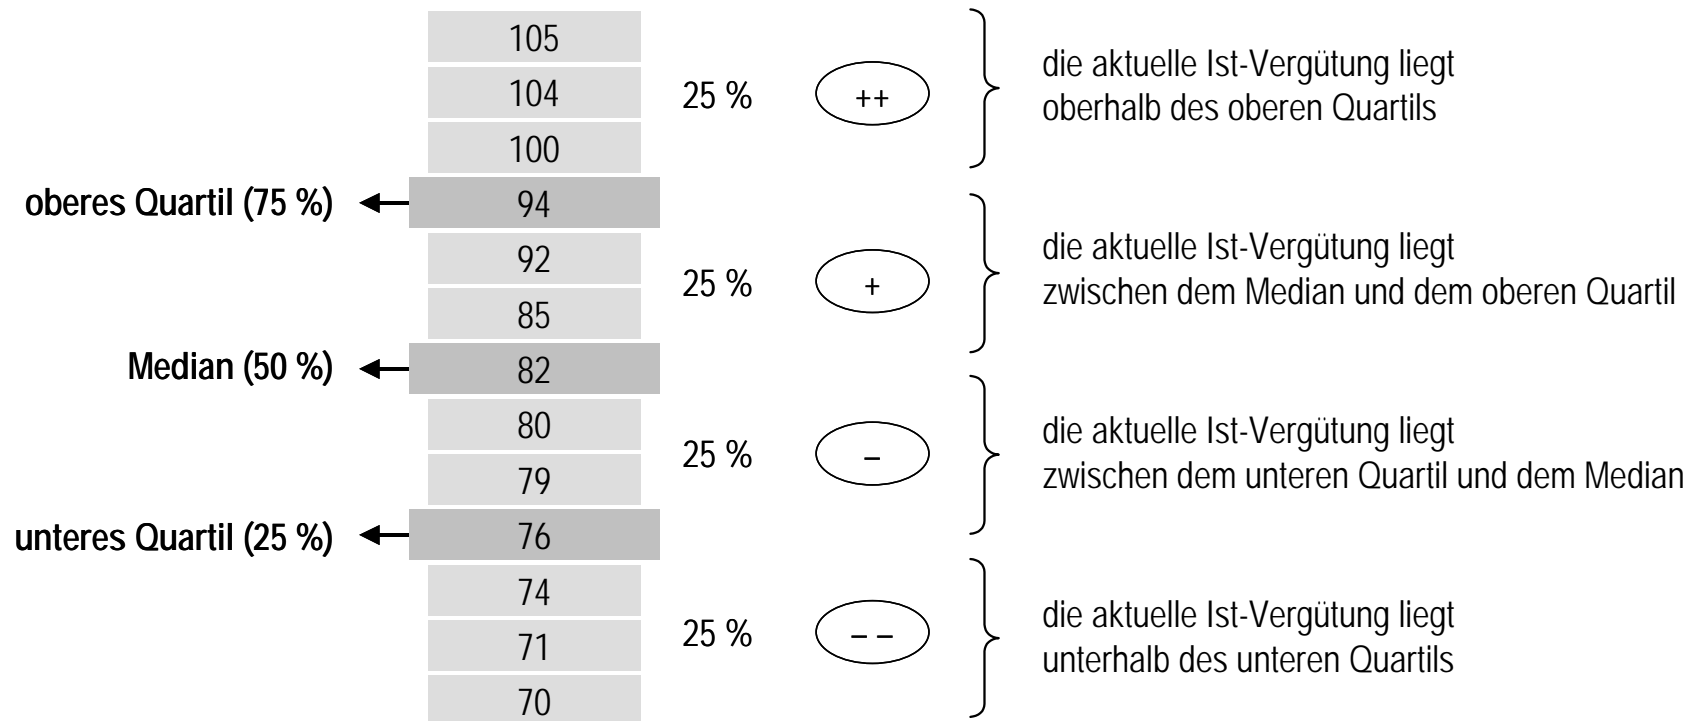 105
104
100
25 %
++
die aktuelle Ist-Vergütung liegt
oberhalb des oberen Quartils
oberes Quartil (75 %)
94
92
85
25 %
+
die aktuelle Ist-Vergütung liegt
zwischen dem Median und dem oberen Quartil
Median (50 %)
82
80
79
25 %
–
die aktuelle Ist-Vergütung liegt
zwischen dem unteren Quartil und dem Median
unteres Quartil (25 %)
76
74
71
70
25 %
– –
die aktuelle Ist-Vergütung liegt
unterhalb des unteren Quartils